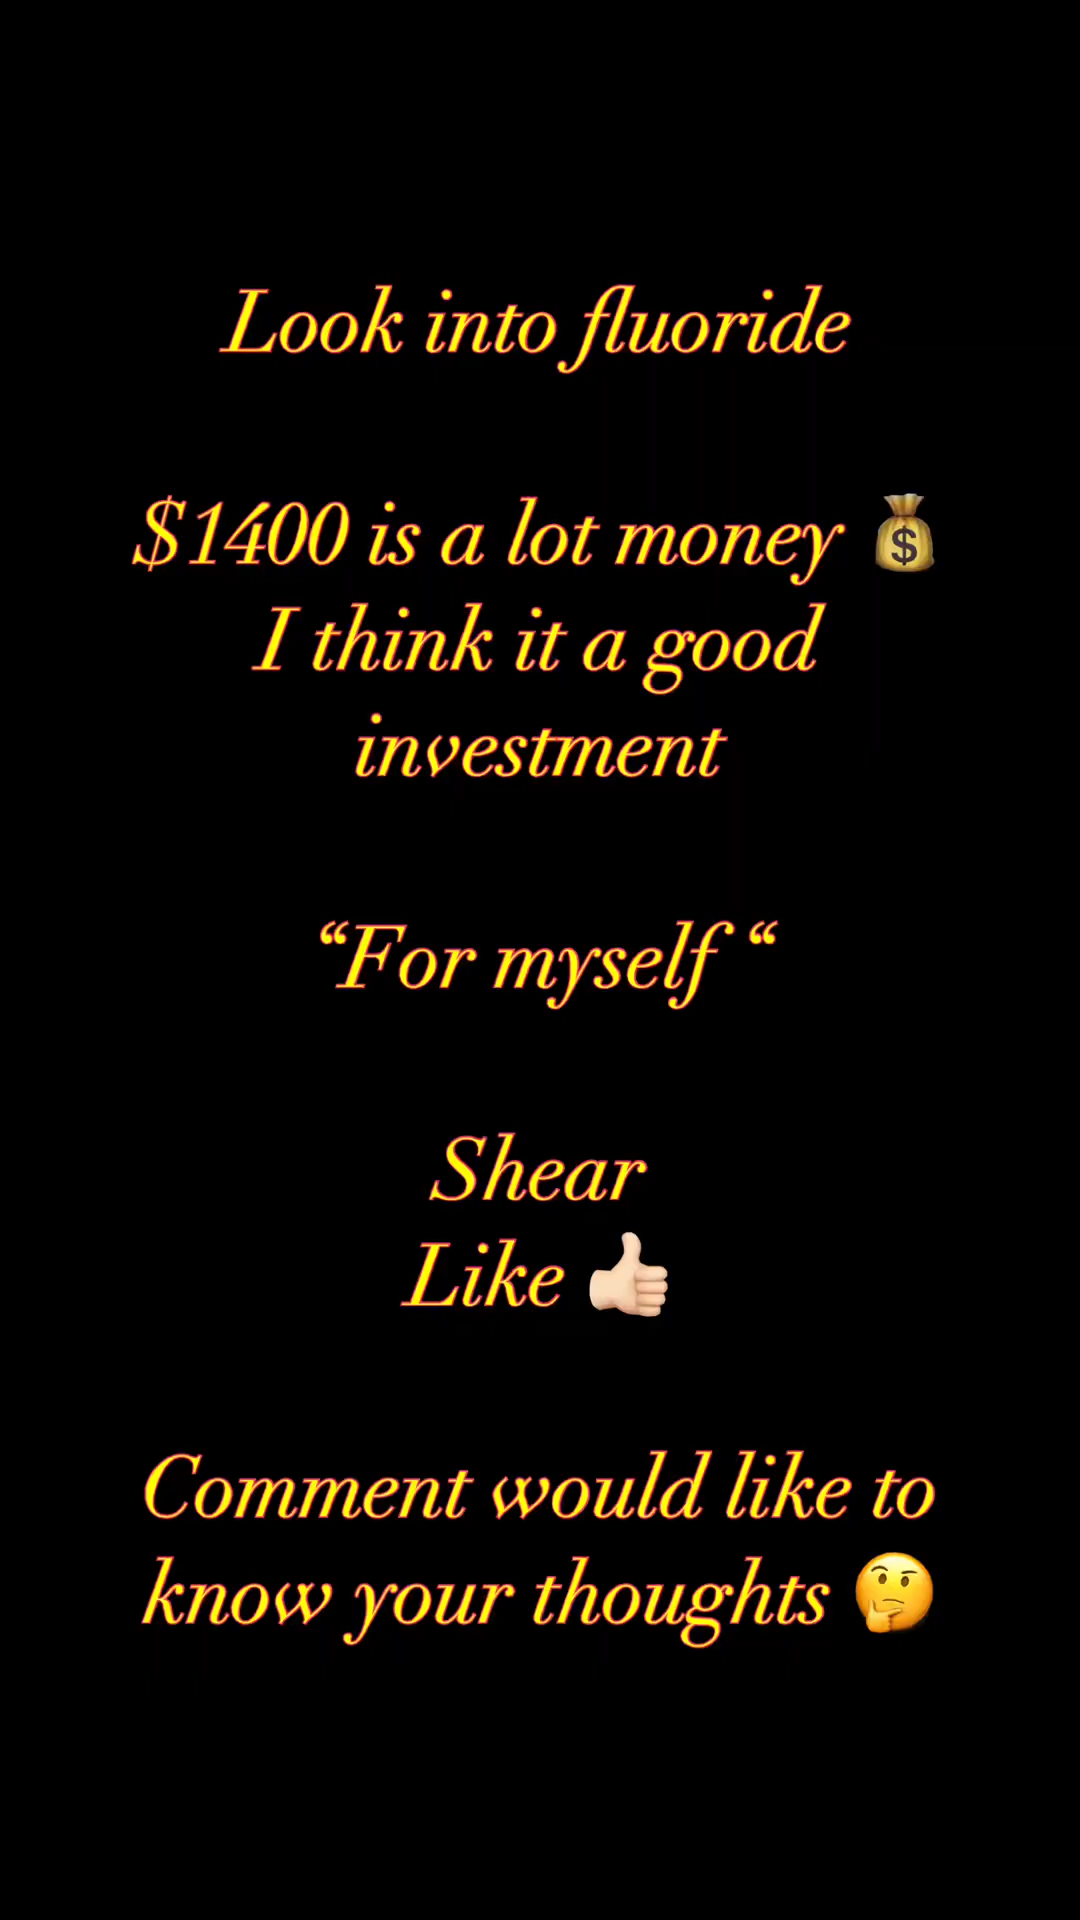 Look into fluoride
$1400 is a lot money 💰
I think it a good
investment
“For myself “
Shear
Like 👍🏻
Comment would like to
know your thoughts 🤔